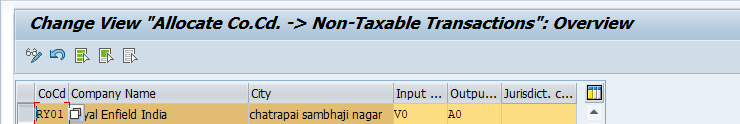 Change View "Allocate Co.Cd. -> Non-Taxable Transactions": Overview
CoCd Company Name City Input ... Outpu... Jurisdict. c...
RY01 yal Enfield India chatrapai sambhaji nagar V0 A0